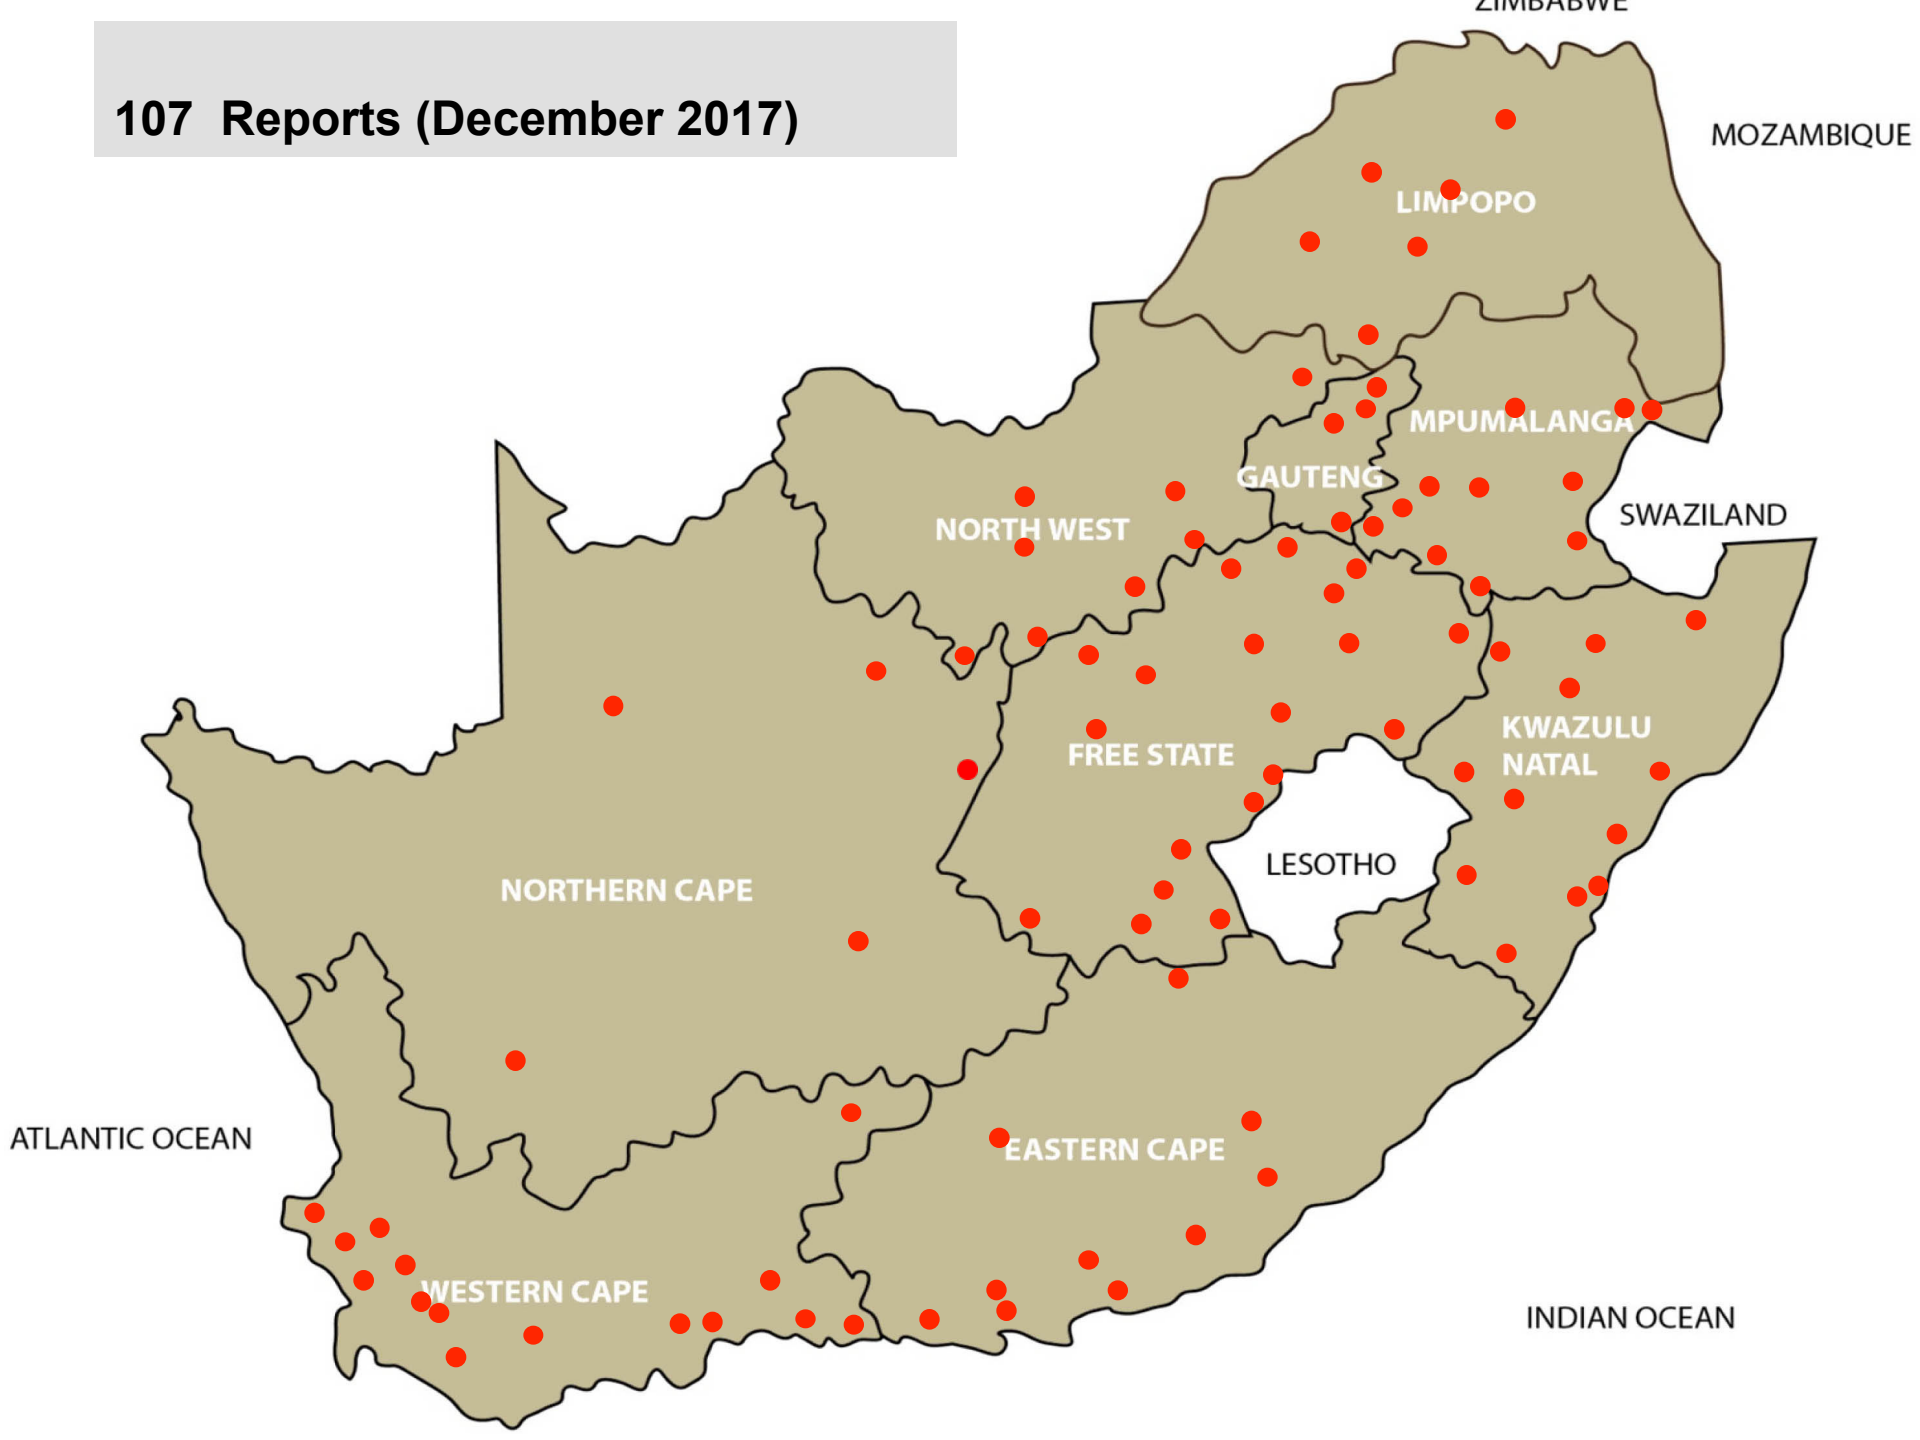 ZIMBABWE
107 Reports (December 2017)
MOZAMBIQUE
LIMPOPO
MPUMALANGA
GAUTENG
SWAZILAND
NORTH WEST
KWAZULU
NATAL
FREE STATE
LESOTHO
NORTHERN CAPE
ATLANTIC OCEAN
EASTERN CAPE
WESTERN CAPE
INDIAN OCEAN